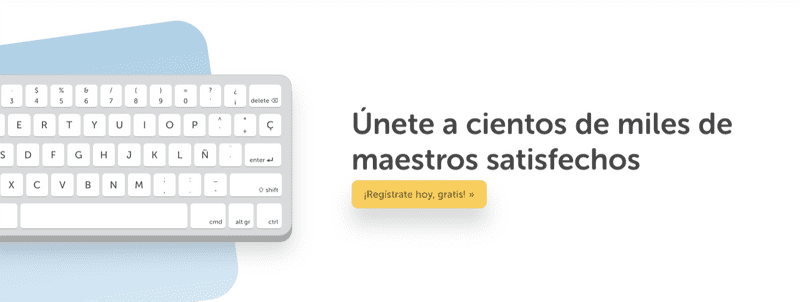 Únete a cientos de miles de
maestros satisfechos
¡Regístrate hoy, gratis! »
· $ % & / ( ) = ? ¿
3 4 5 6 7 8 9 0 ' ¡ delete ⌫
E R T Y U I O P ^ * + Ç
S D F G H J K L Ñ enter ↵
X C V B N M ; , : . _ - ⇧ shift
cmd alt gr ctrl